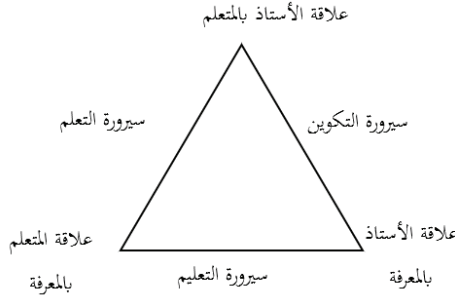 علاقة الأستاذ بالمتعلم
سيرورة التكوين
سيرورة التعلم
علاقة الأستاذ
بالمعرفة
علاقة المتعلم
بالمعرفة
سيرورة التعليم